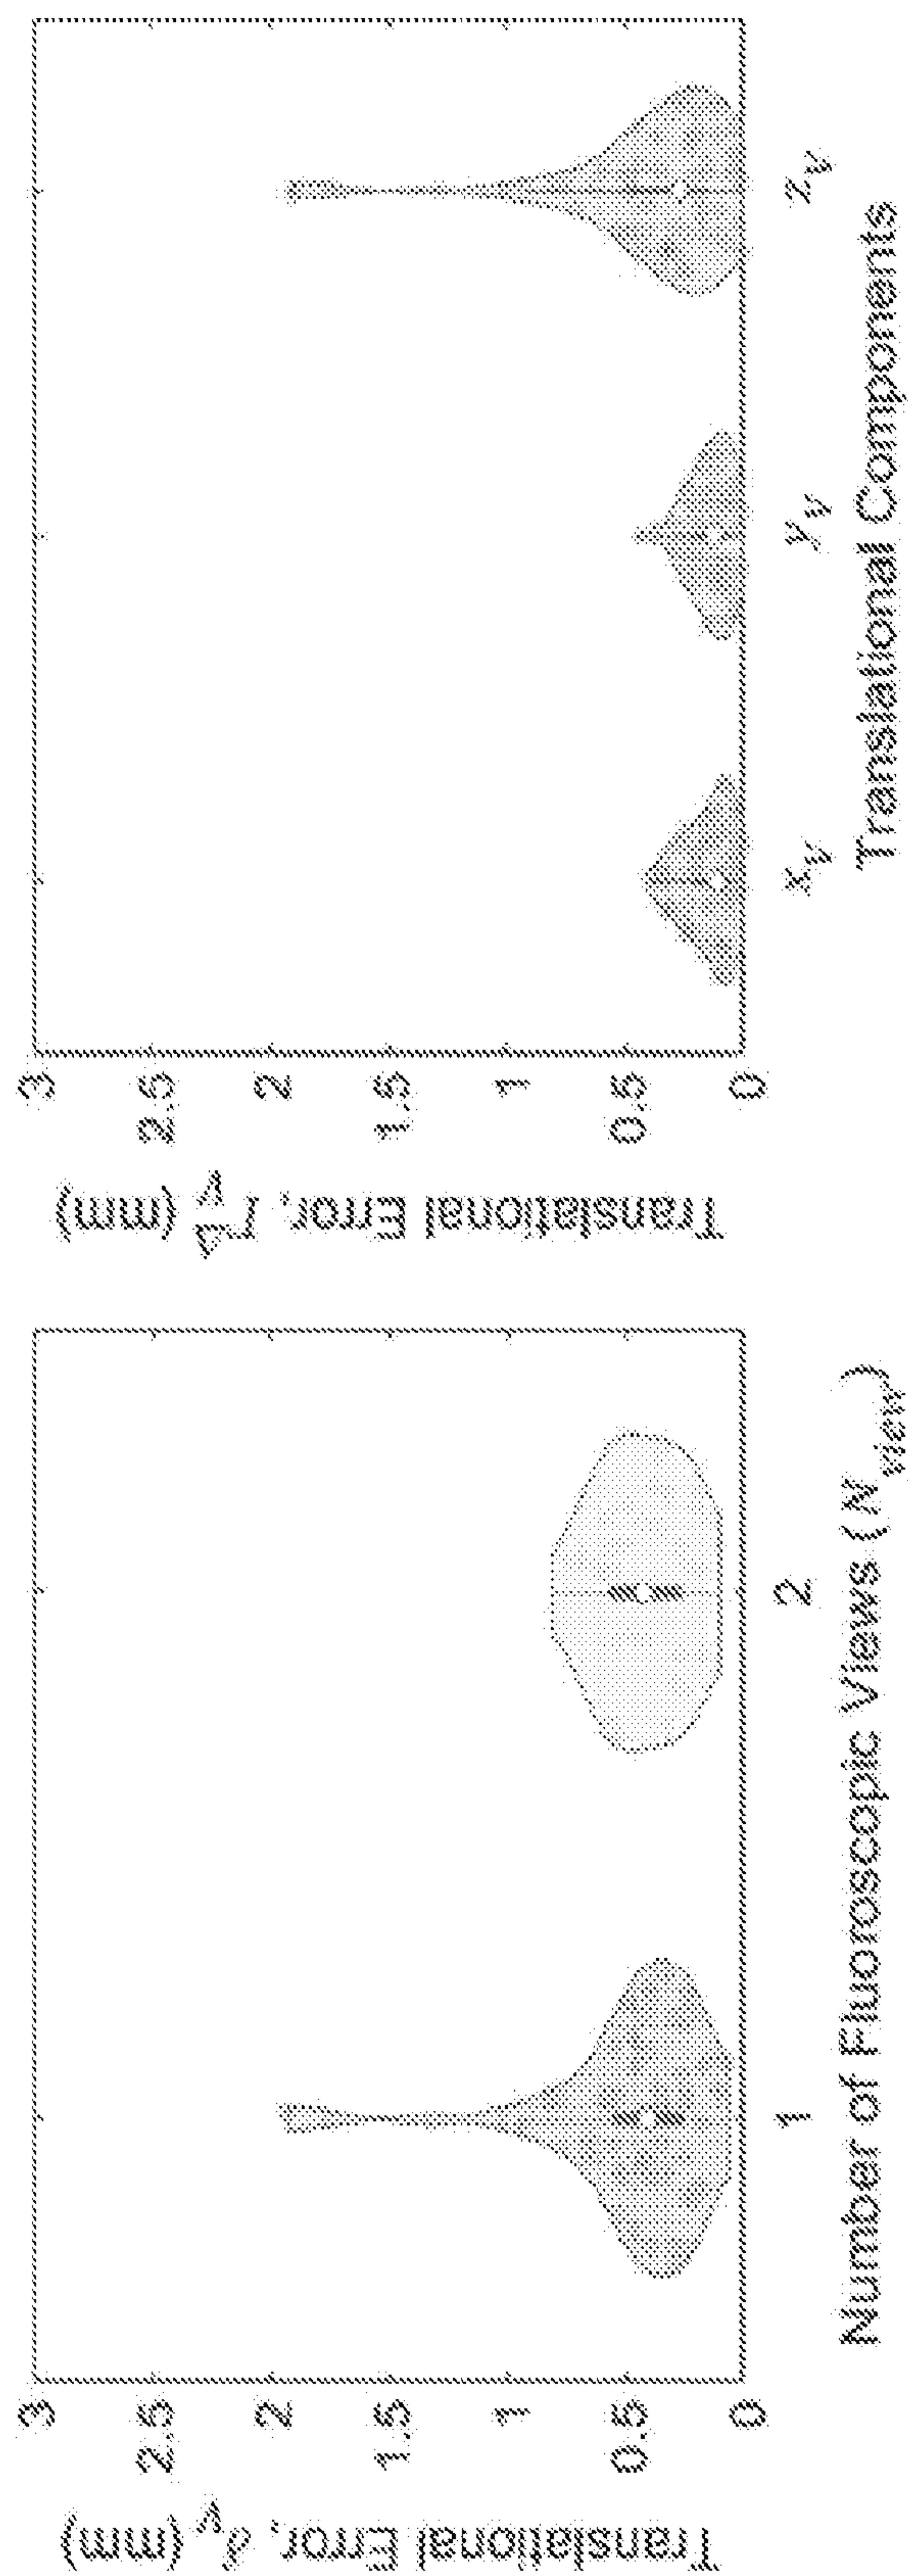 Translational Error, δ_v (mm)
3
2.5
2
1.5
1
0.5
0
1
2
Number of Fluoroscopic Views (N_view)
Translational Error, (mm)
3
2.5
2
1.5
1
0.5
0
x_v
y_v
z_v
Translational Components